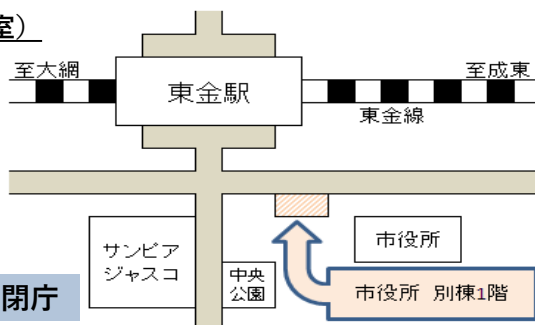 室）
至大網
至成東
東金駅
東金線
サンピア
ジャスコ
市役所
中央
公園
閉庁
市役所 別棟1階